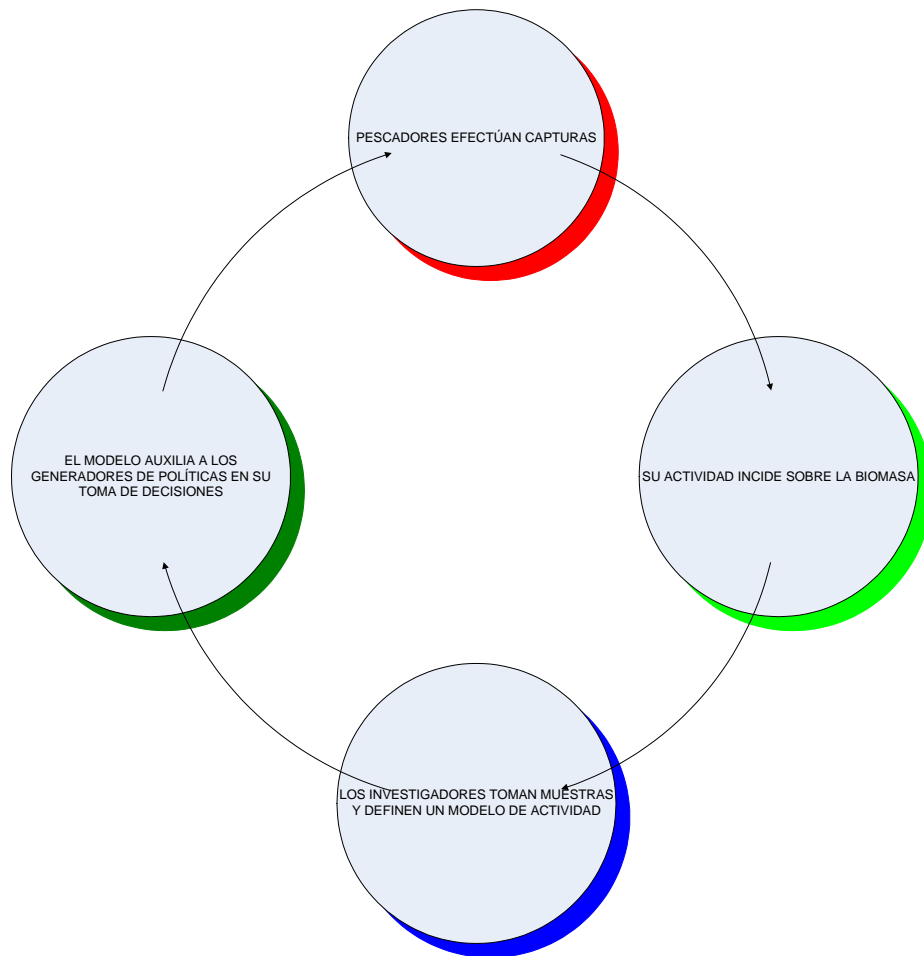 PESCADORES EFECTÚAN CAPTURAS
SU ACTIVIDAD INCIDE SOBRE LA BIOMASA
LOS INVESTIGADORES TOMAN MUESTRAS
Y DEFINEN UN MODELO DE ACTIVIDAD
EL MODELO AUXILIA A LOS
GENERADORES DE POLÍTICAS EN SU
TOMA DE DECISIONES